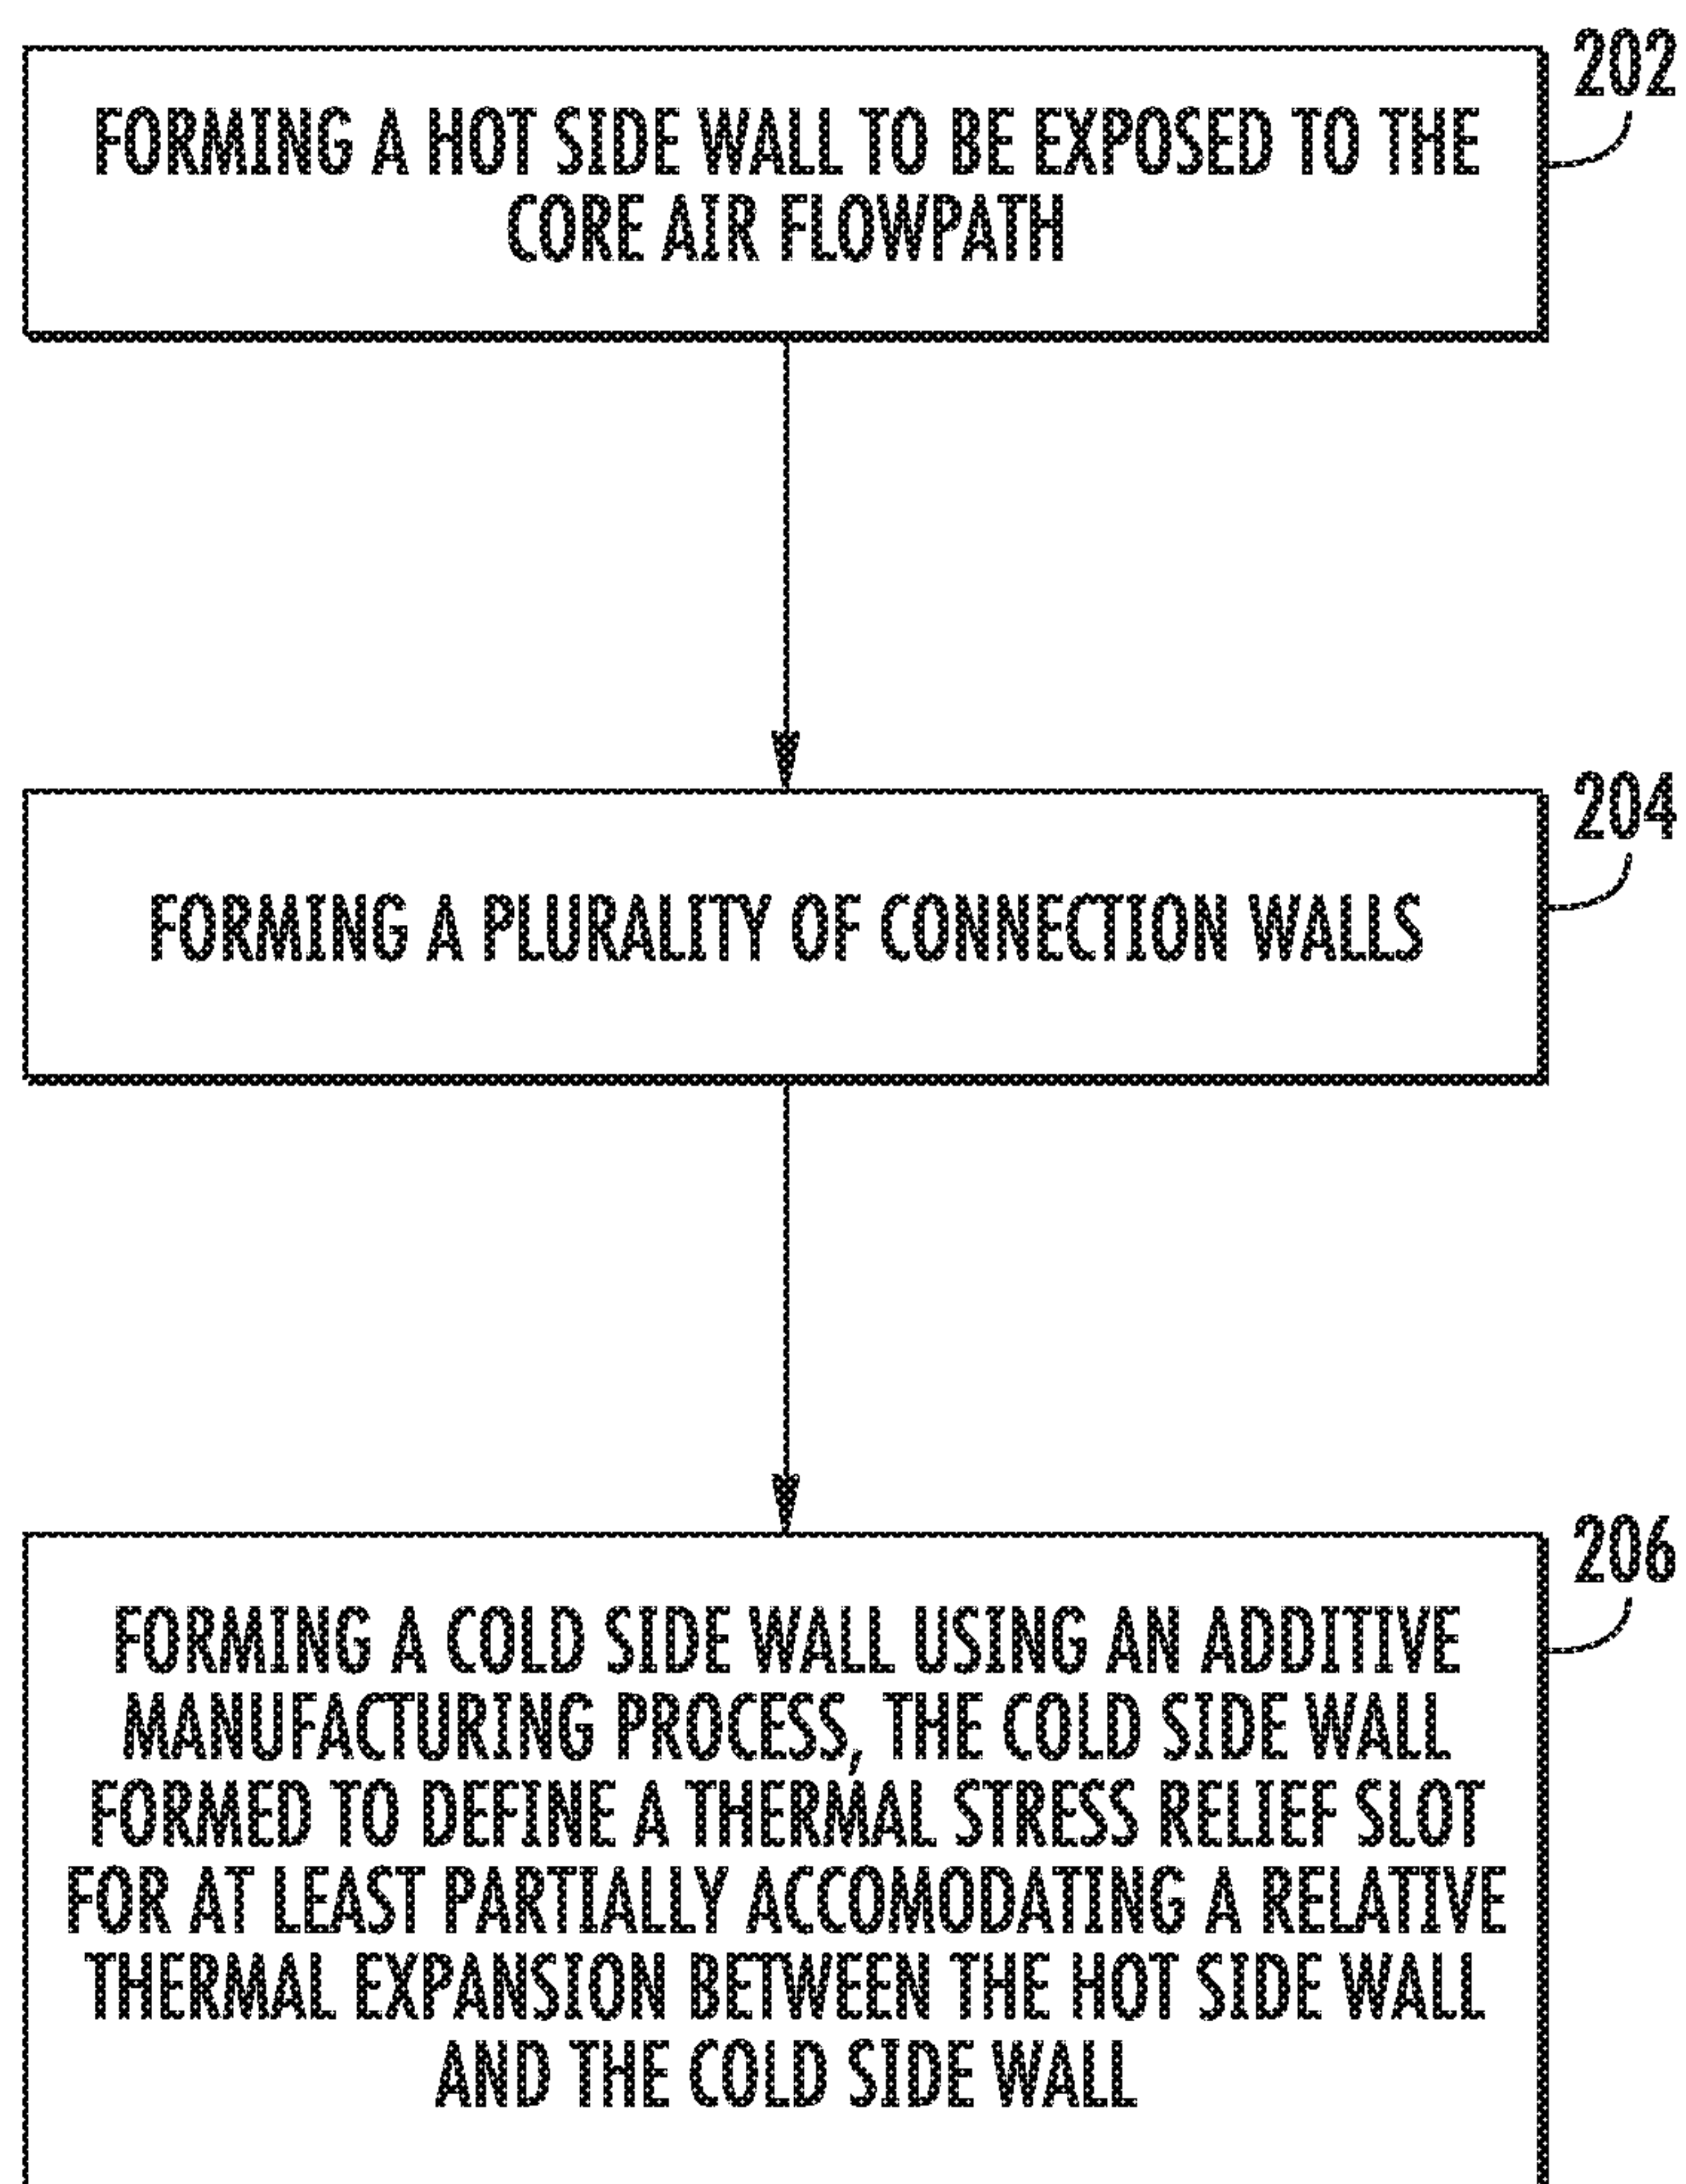 202
FORMING A HOT SIDE WALL TO BE EXPOSED TO THE
CORE AIR FLOWPATH
204
FORMING A PLURALITY OF CONNECTION WALLS
206
FORMING A COLD SIDE WALL USING AN ADDITIVE
MANUFACTURING PROCESS, THE COLD SIDE WALL
FORMED TO DEFINE A THERMAL STRESS RELIEF SLOT
FOR AT LEAST PARTIALLY ACCOMODATING A RELATIVE
THERMAL EXPANSION BETWEEN THE HOT SIDE WALL
AND THE COLD SIDE WALL